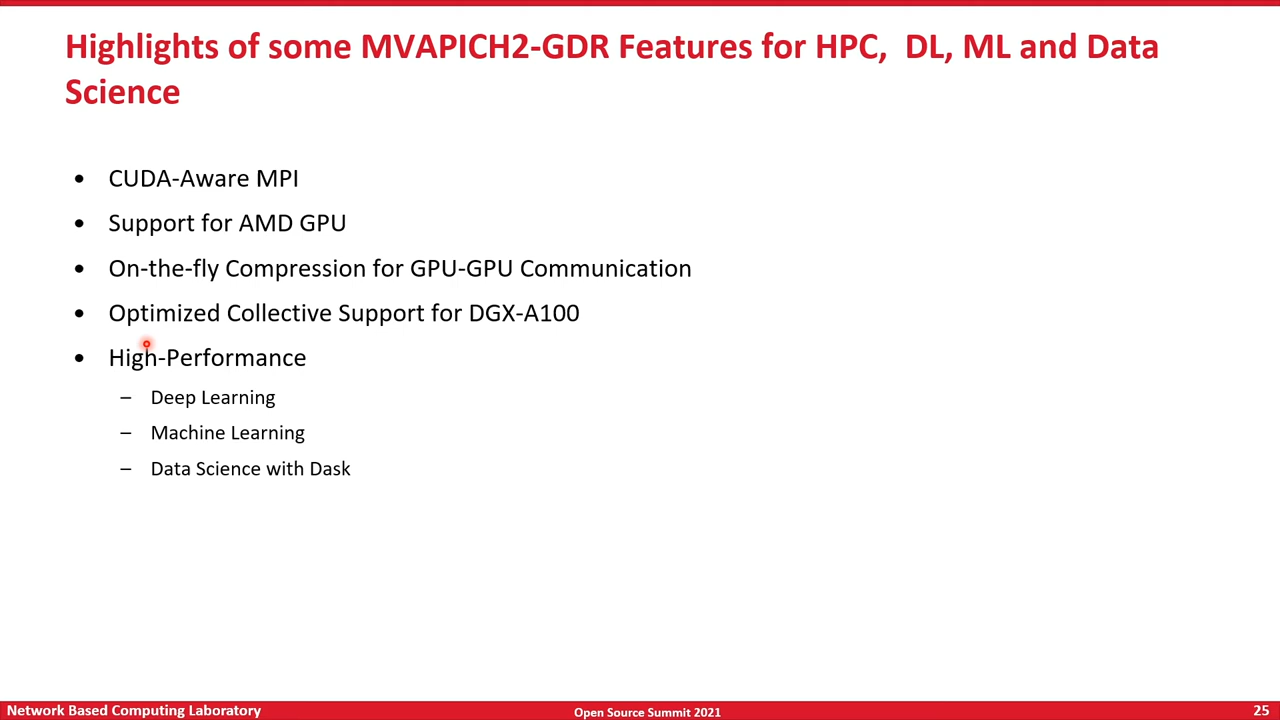 Highlights of some MVAPICH2-GDR Features for HPC,  DL, ML and Data
Science
• CUDA-Aware MPI
• Support for AMD GPU
• On-the-fly Compression for GPU-GPU Communication
• Optimized Collective Support for DGX-A100
• High-Performance
– Deep Learning
– Machine Learning
– Data Science with Dask
Network Based Computing Laboratory
Open Source Summit 2021
25